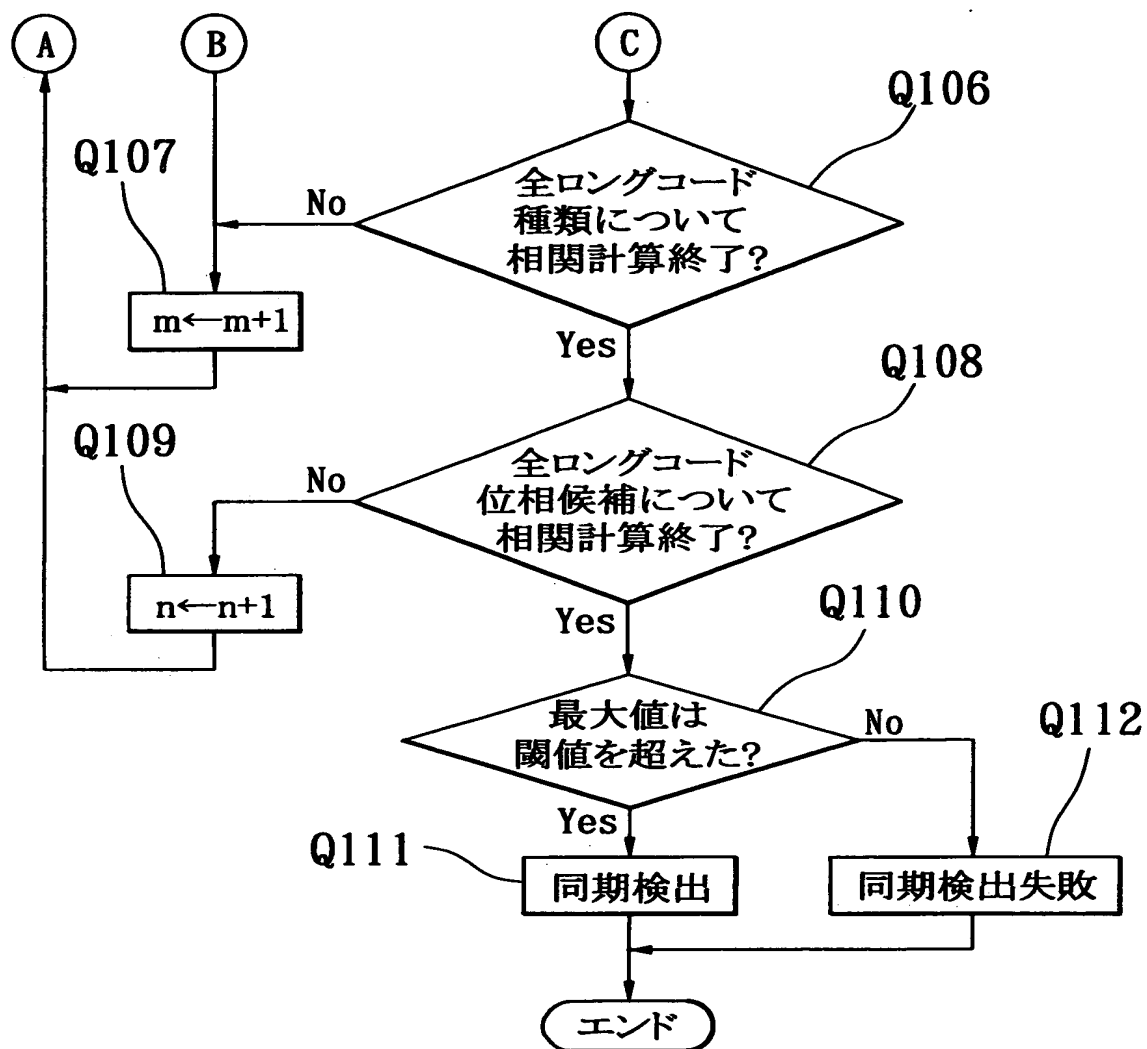 A
B
C
Q106
Q107
全ロングコード
種類について
相関計算終了?
No
m←m+1
Yes
Q108
Q109
全ロングコード
位相候補について
相関計算終了?
No
n←n+1
Yes
Q110
最大値は
閾値を超えた?
No
Q112
Yes
Q111
同期検出
同期検出失敗
エンド